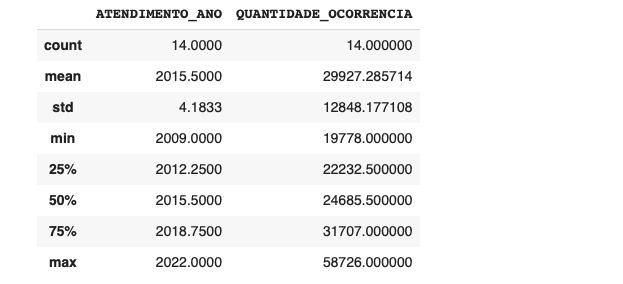 ATENDIMENTO_ANO QUANTIDADE_OCORRENCIA
count 14.0000 14.000000
mean 2015.5000 29927.285714
std 4.1833 12848.177108
min 2009.0000 19778.000000
25% 2012.2500 22232.500000
50% 2015.5000 24685.500000
75% 2018.7500 31707.000000
max 2022.0000 58726.000000